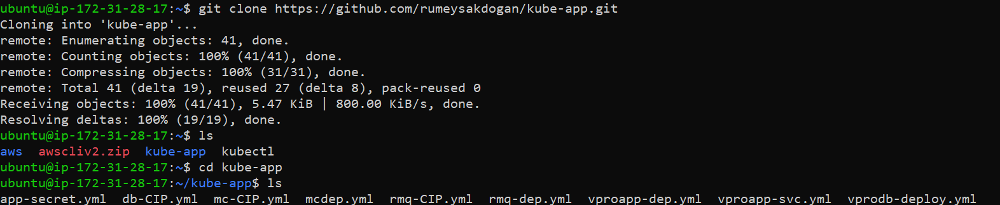 ubuntu@ip-172-31-28-17:~$ git clone https://github.com/rumeysakdogan/kube-app.git
Cloning into 'kube-app'...
remote: Enumerating objects: 41, done.
remote: Counting objects: 100% (41/41), done.
remote: Compressing objects: 100% (31/31), done.
remote: Total 41 (delta 19), reused 27 (delta 8), pack-reused 0
Receiving objects: 100% (41/41), 5.47 KiB | 800.00 KiB/s, done.
Resolving deltas: 100% (19/19), done.
ubuntu@ip-172-31-28-17:~$ ls
aws  awscliv2.zip  kube-app  kubectl
ubuntu@ip-172-31-28-17:~$ cd kube-app
ubuntu@ip-172-31-28-17:~/kube-app$ ls
app-secret.yml  db-CIP.yml  mc-CIP.yml  mcdep.yml  rmq-CIP.yml  rmq-dep.yml  vproapp-dep.yml  vproapp-svc.yml  vprodb-deploy.yml